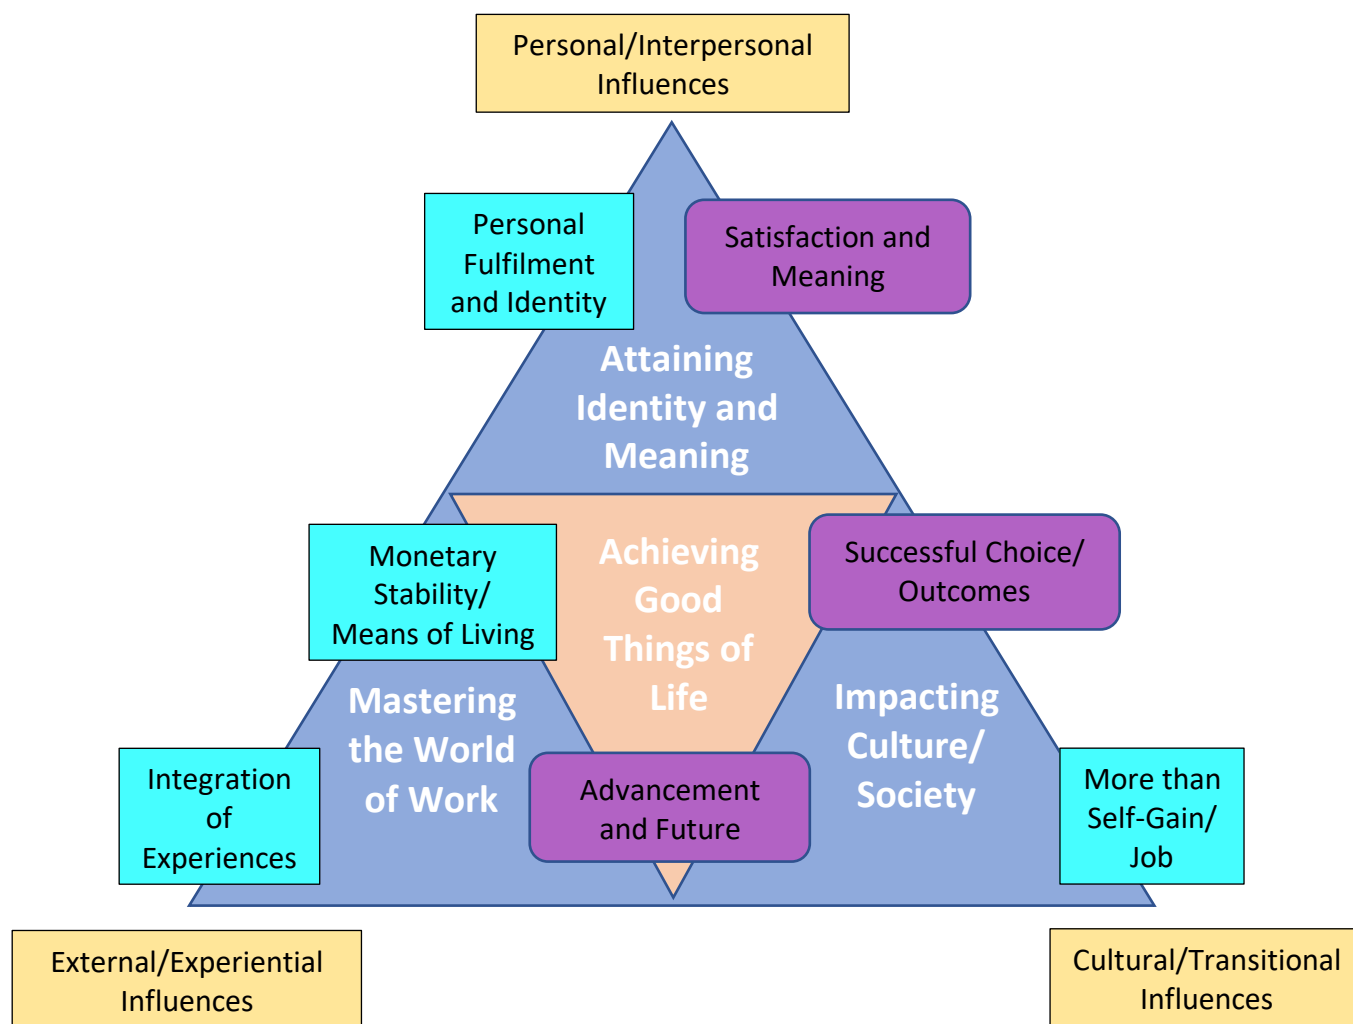 Personal/Interpersonal
Influences
Personal
Fulfilment
and Identity
Satisfaction and
Meaning
Attaining
Identity and
Meaning
Monetary
Stability/
Means of Living
Achieving
Good
Things of
Life
Successful Choice/
Outcomes
Mastering
the World
of Work
Impacting
Culture/
Society
Integration
of
Experiences
Advancement
and Future
More than
Self-Gain/
Job
External/Experiential
Influences
Cultural/Transitional
Influences